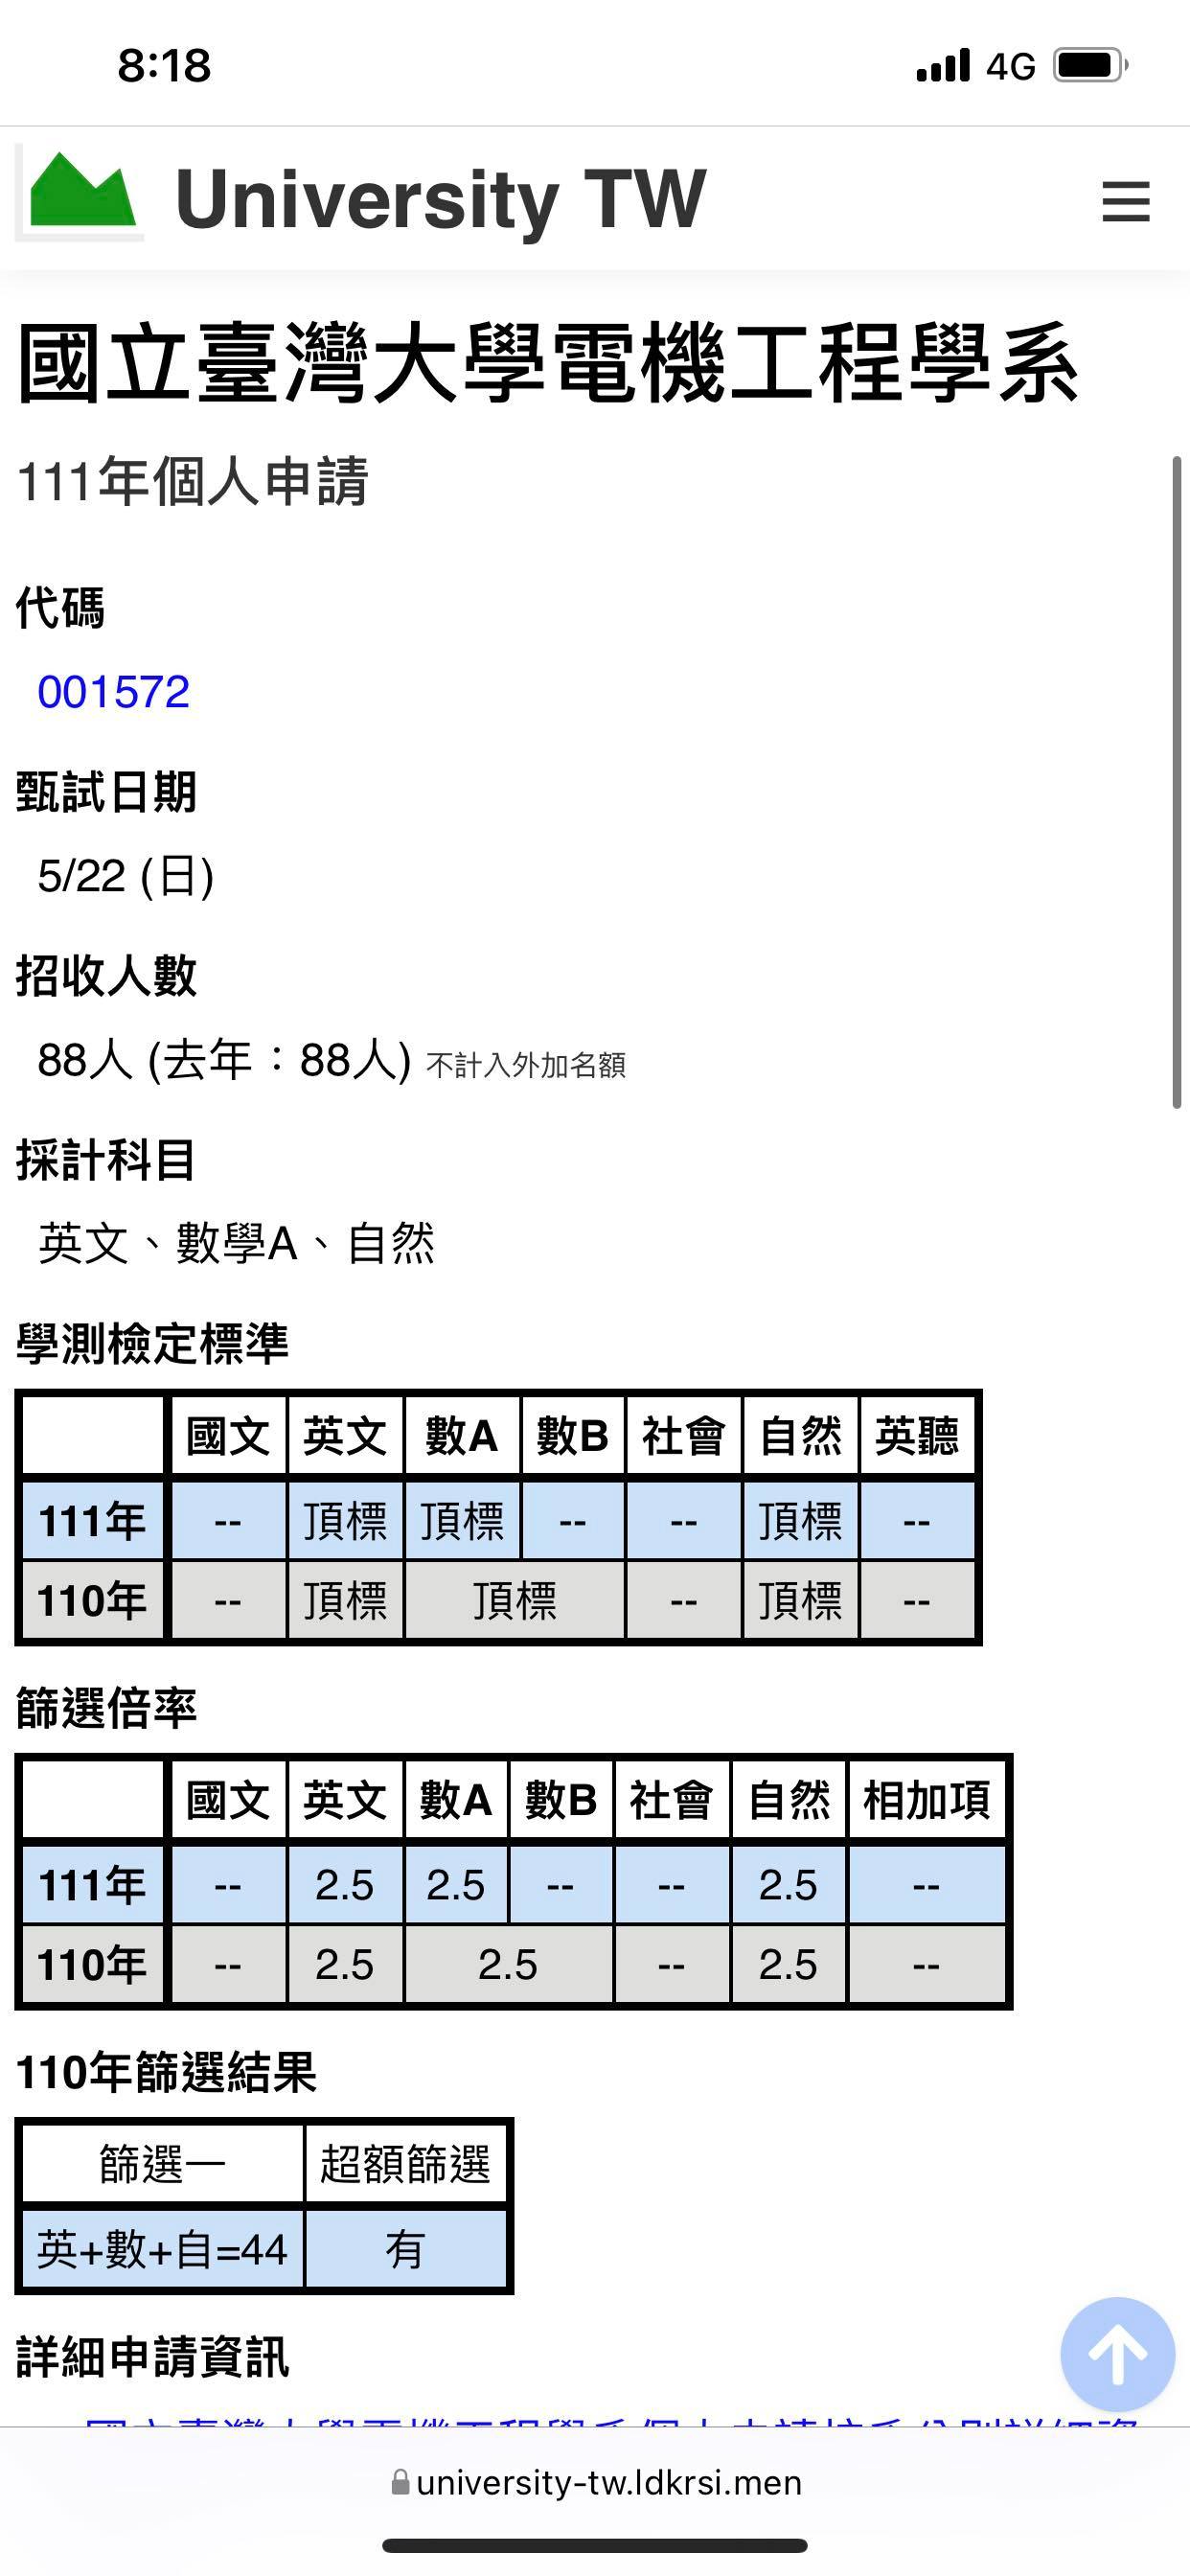 8:18
4G
University TW
國立臺灣大學電機工程學系
111年個人申請
代碼
001572
甄試日期
5/22 (日)
招收人數
88人 (去年：88人) 不計入外加名額
採計科目
英文、數學A、自然
學測檢定標準
國文 英文 數A 數B 社會 自然 英聽
111年 -- 頂標 頂標 -- -- 頂標 --
110年 -- 頂標 頂標 -- 頂標 --
篩選倍率
國文 英文 數A 數B 社會 自然 相加項
111年 -- 2.5 2.5 -- -- 2.5 --
110年 -- 2.5 2.5 -- 2.5 --
110年篩選結果
篩選一 超額篩選
英+數+自=44 有
詳細申請資訊
university-tw.ldkrsi.men